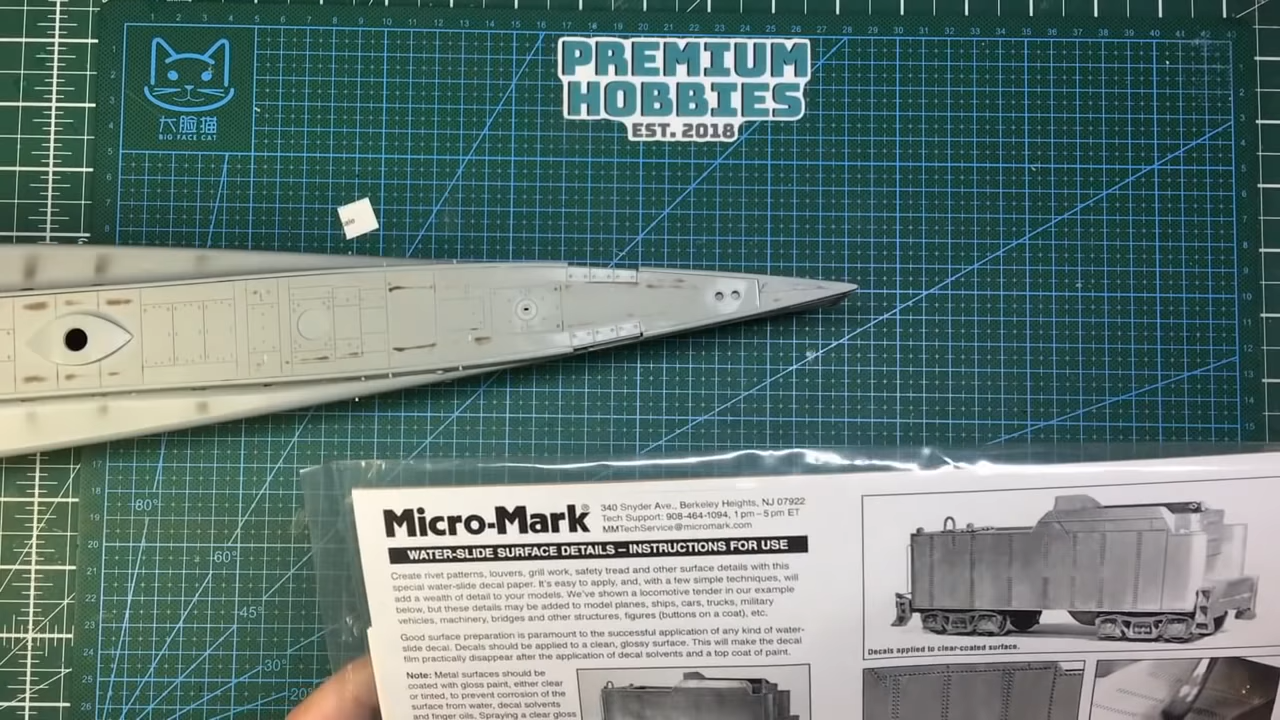 大脸猫
BIG FACE CAT
PREMIUM
HOBBIES
EST. 2018
Micro-Mark®
340 Snyder Ave., Berkeley Heights, NJ 07922
Tech Support: 908-464-1094, 1 pm – 5 pm ET
MMTechService@micromark.com
WATER-SLIDE SURFACE DETAILS – INSTRUCTIONS FOR USE
Create rivet patterns, louvers, grill work, safety tread and other surface details with this
special water-slide decal paper. It's easy to apply, and, with a few simple techniques, will
add a wealth of detail to your models. We've shown a locomotive tender in our example
below, but these details may be added to model planes, ships, cars, trucks, military
vehicles, machinery, bridges and other structures, figures (buttons on a coat), etc.
Good surface preparation is paramount to the successful application of any kind of water-
slide decal. Decals should be applied to a clean, glossy surface. This will make the decal
film practically disappear after the application of decal solvents and a top coat of paint.
Note: Metal surfaces should be
coated with gloss paint, either clear
or tinted, to prevent corrosion of the
surface from water, decal solvents
and finger oils. Spraying a clear gloss
Decals applied to clear-coated surface.
80°
60°
45°
30°